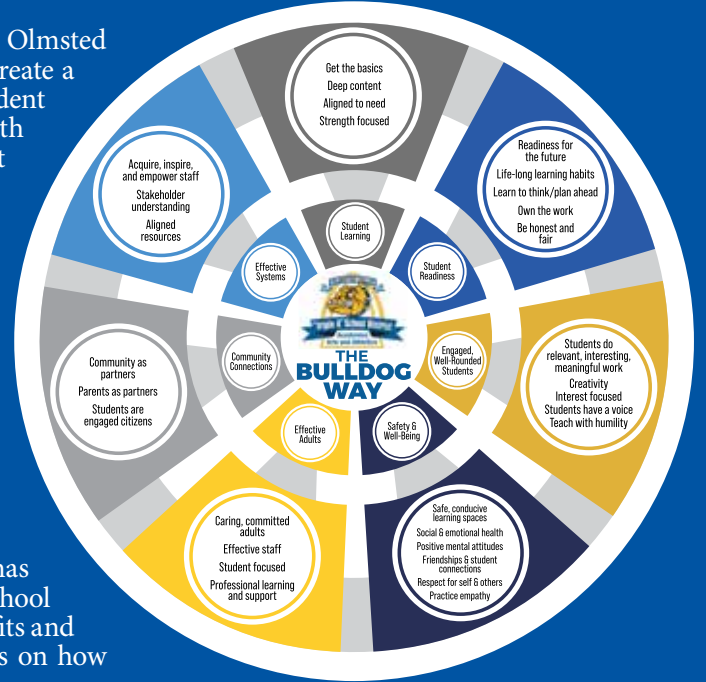 Olmsted
reate a
dent
th
t
has
hool
fits and
s on how
Get the basics
Deep content
Aligned to need
Strength focused
Readiness for
the future
Life-long learning habits
Learn to think/plan ahead
Own the work
Be honest and
fair
Students do
relevant, interesting,
meaningful work
Creativity
Interest focused
Students have a voice
Teach with humility
Safe, conducive
learning spaces
Social & emotional health
Positive mental attitudes
Friendships & student
connections
Respect for self & others
Practice empathy
Caring, committed
adults
Effective staff
Student focused
Professional learning
and support
Community as
partners
Parents as partners
Students are
engaged citizens
Acquire, inspire,
and empower staff
Stakeholder
understanding
Aligned
resources
Student
Learning
Student
Readiness
Engaged,
Well-Rounded
Students
Safety &
Well-Being
Effective
Adults
Community
Connections
Effective
Systems
THE
BULLDOG
WAY